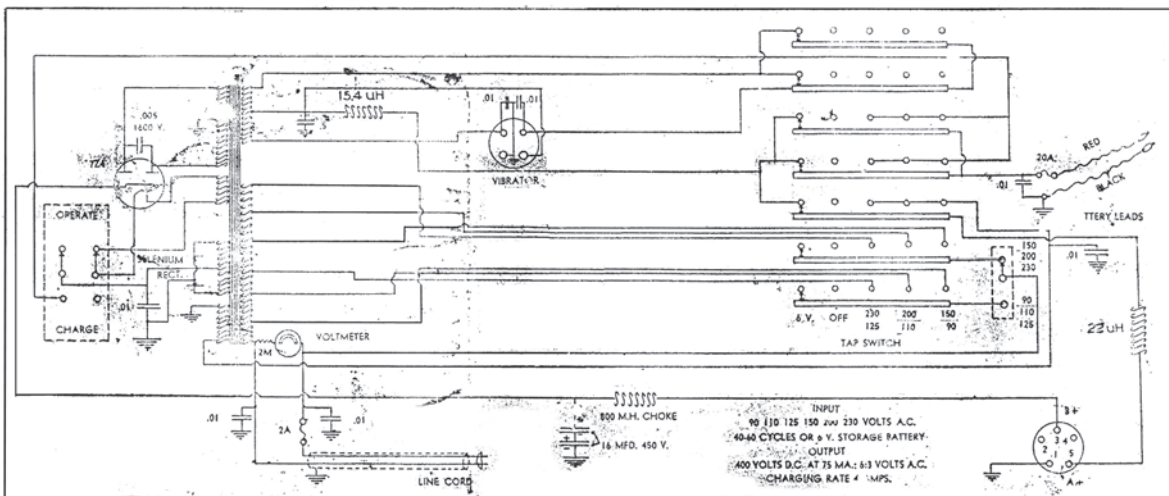 .005
1600 V.
15.4 uH
.5
.01
.01
VIBRATOR
20A.
RED
BLACK
.01
TTERY LEADS
OPERATE
RECT.
.01
CHARGE
150
200
230
.01
90
110
125
6 V.
OFF
230
125
200
110
150
90
TAP SWITCH
22 uH
2M
VOLTMETER
.01
.01
2A
LINE CORD
800 M.H. CHOKE
16 MFD. 450 V.
INPUT
90 110 125 150 200 230 VOLTS A.C.
40-60 CYCLES OR 6 V. STORAGE BATTERY
OUTPUT
400 VOLTS D.C. AT 75 MA.; 6.3 VOLTS A.C.
CHARGING RATE 4 MPS.
B+
3
4
2
1
5
A+